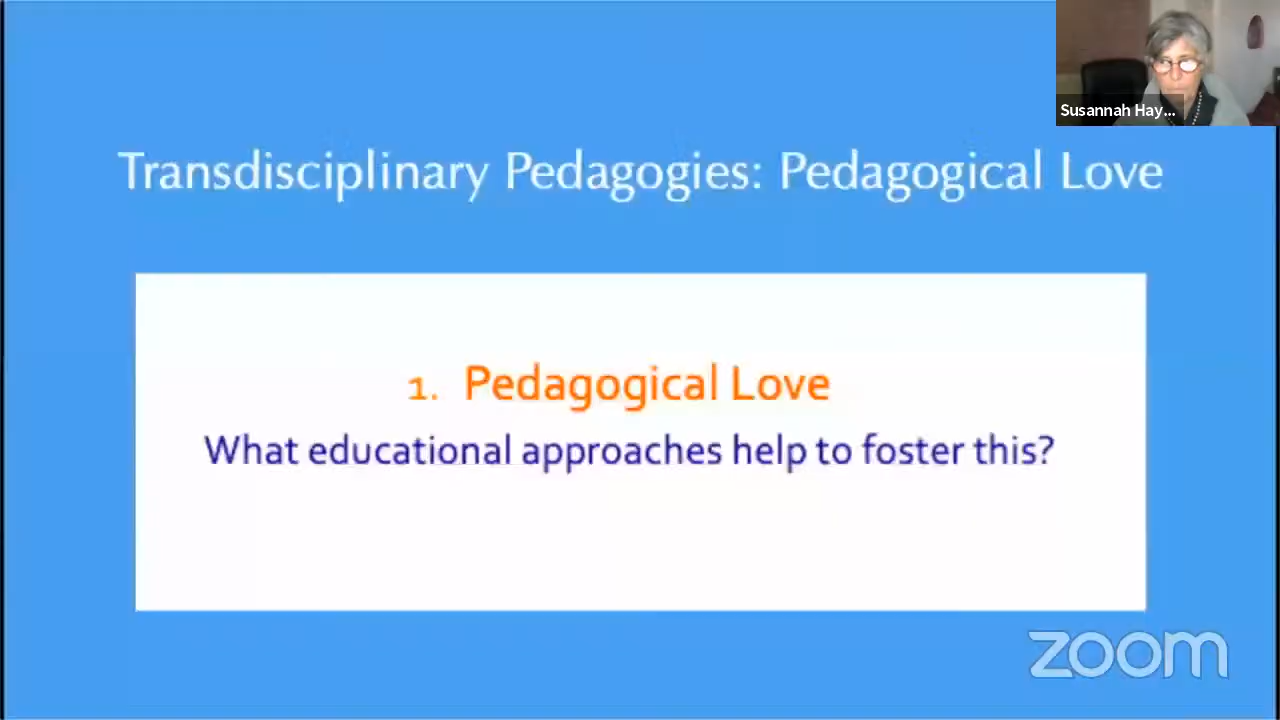 Susannah Hay...
Transdisciplinary Pedagogies: Pedagogical Love
1. Pedagogical Love
What educational approaches help to foster this?
zoom